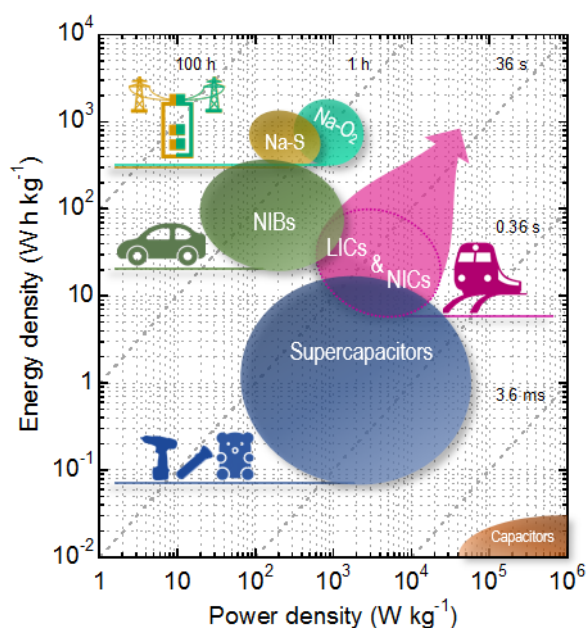 10^4
100 h
1 h
36 s
10^3
Na-S
Na-O₂
10^2
NIBs
LICs
&
NICs
0.36 s
10
Supercapacitors
1
3.6 ms
10^-1
Capacitors
10^-2
1
10
10^2
10^3
10^4
10^5
10^6
Energy density (W h kg^-1)
Power density (W kg^-1)